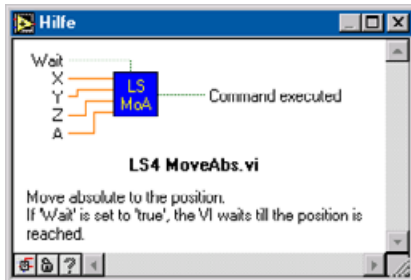 Hilfe
Wait
X
Y
Z
A
LS
MoA
Command executed
LS4 MoveAbs.vi
Move absolute to the position.
If 'Wait' is set to 'true', the VI waits till the position is
reached.
?